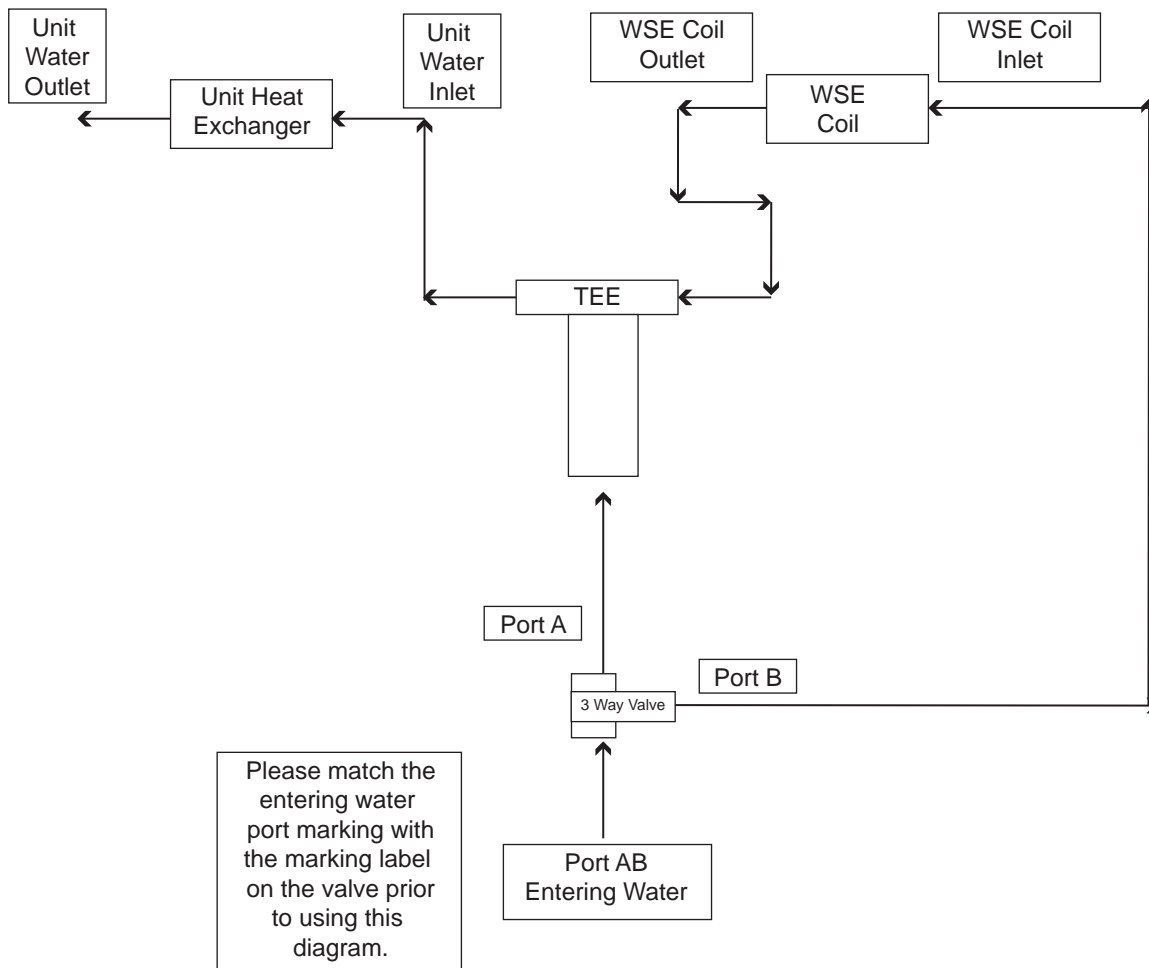 Unit
Water
Outlet
Unit Heat
Exchanger
Unit
Water
Inlet
WSE Coil
Outlet
WSE
Coil
WSE Coil
Inlet
TEE
Port A
3 Way Valve
Port B
Please match the
entering water
port marking with
the marking label
on the valve prior
to using this
diagram.
Port AB
Entering Water